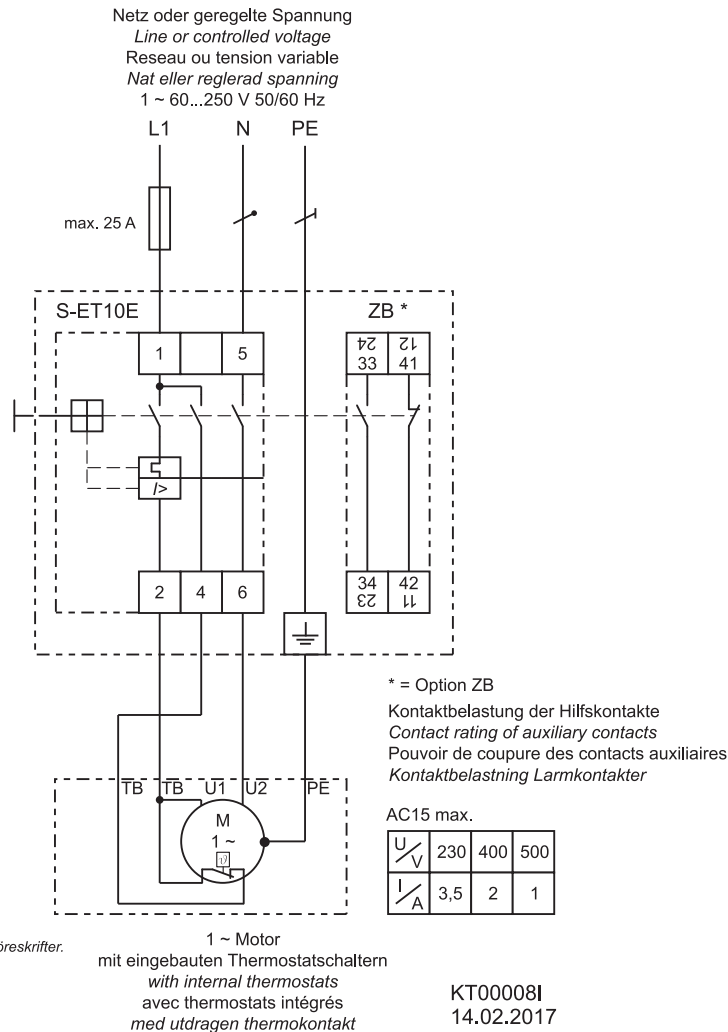 Netz oder geregelte Spannung
Line or controlled voltage
Reseau ou tension variable
Nat eller reglerad spanning
1 ~ 60...250 V 50/60 Hz
L1 N PE
max. 25 A
S-ET10E ZB *
1 5
24 12
33 41
I>
2 4 6
34 42
23 11
* = Option ZB
Kontaktbelastung der Hilfskontakte
Contact rating of auxiliary contacts
Pouvoir de coupure des contacts auxiliaires
Kontaktbelastning Larmkontakter
TB TB U1 U2 PE
M
1 ~
ϑ
AC15 max.
U/V 230 400 500
I/A 3,5 2 1
öreskrifter.
1 ~ Motor
mit eingebauten Thermostatschaltern
with internal thermostats
avec thermostats intégrés
med utdragen thermokontakt
KT00008I
14.02.2017